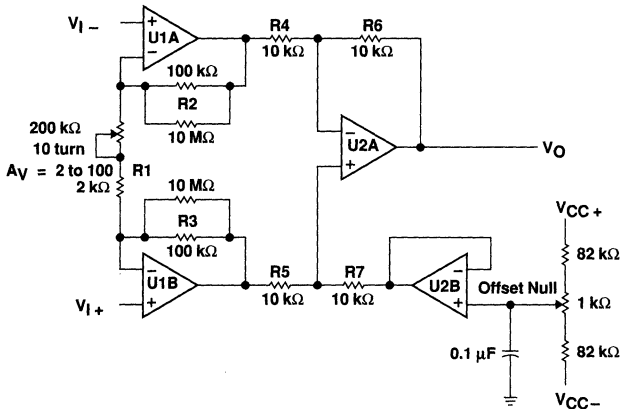 VI−
+
U1A
−
R4
10 kΩ
R6
10 kΩ
100 kΩ
R2
10 MΩ
200 kΩ
10 turn
AV = 2 to 100
R1
2 kΩ
−
U2A
+
VO
10 MΩ
R3
100 kΩ
−
U1B
+
VI+
R5
10 kΩ
R7
10 kΩ
−
U2B
+
Offset Null
0.1 μF
VCC+
82 kΩ
1 kΩ
82 kΩ
VCC−